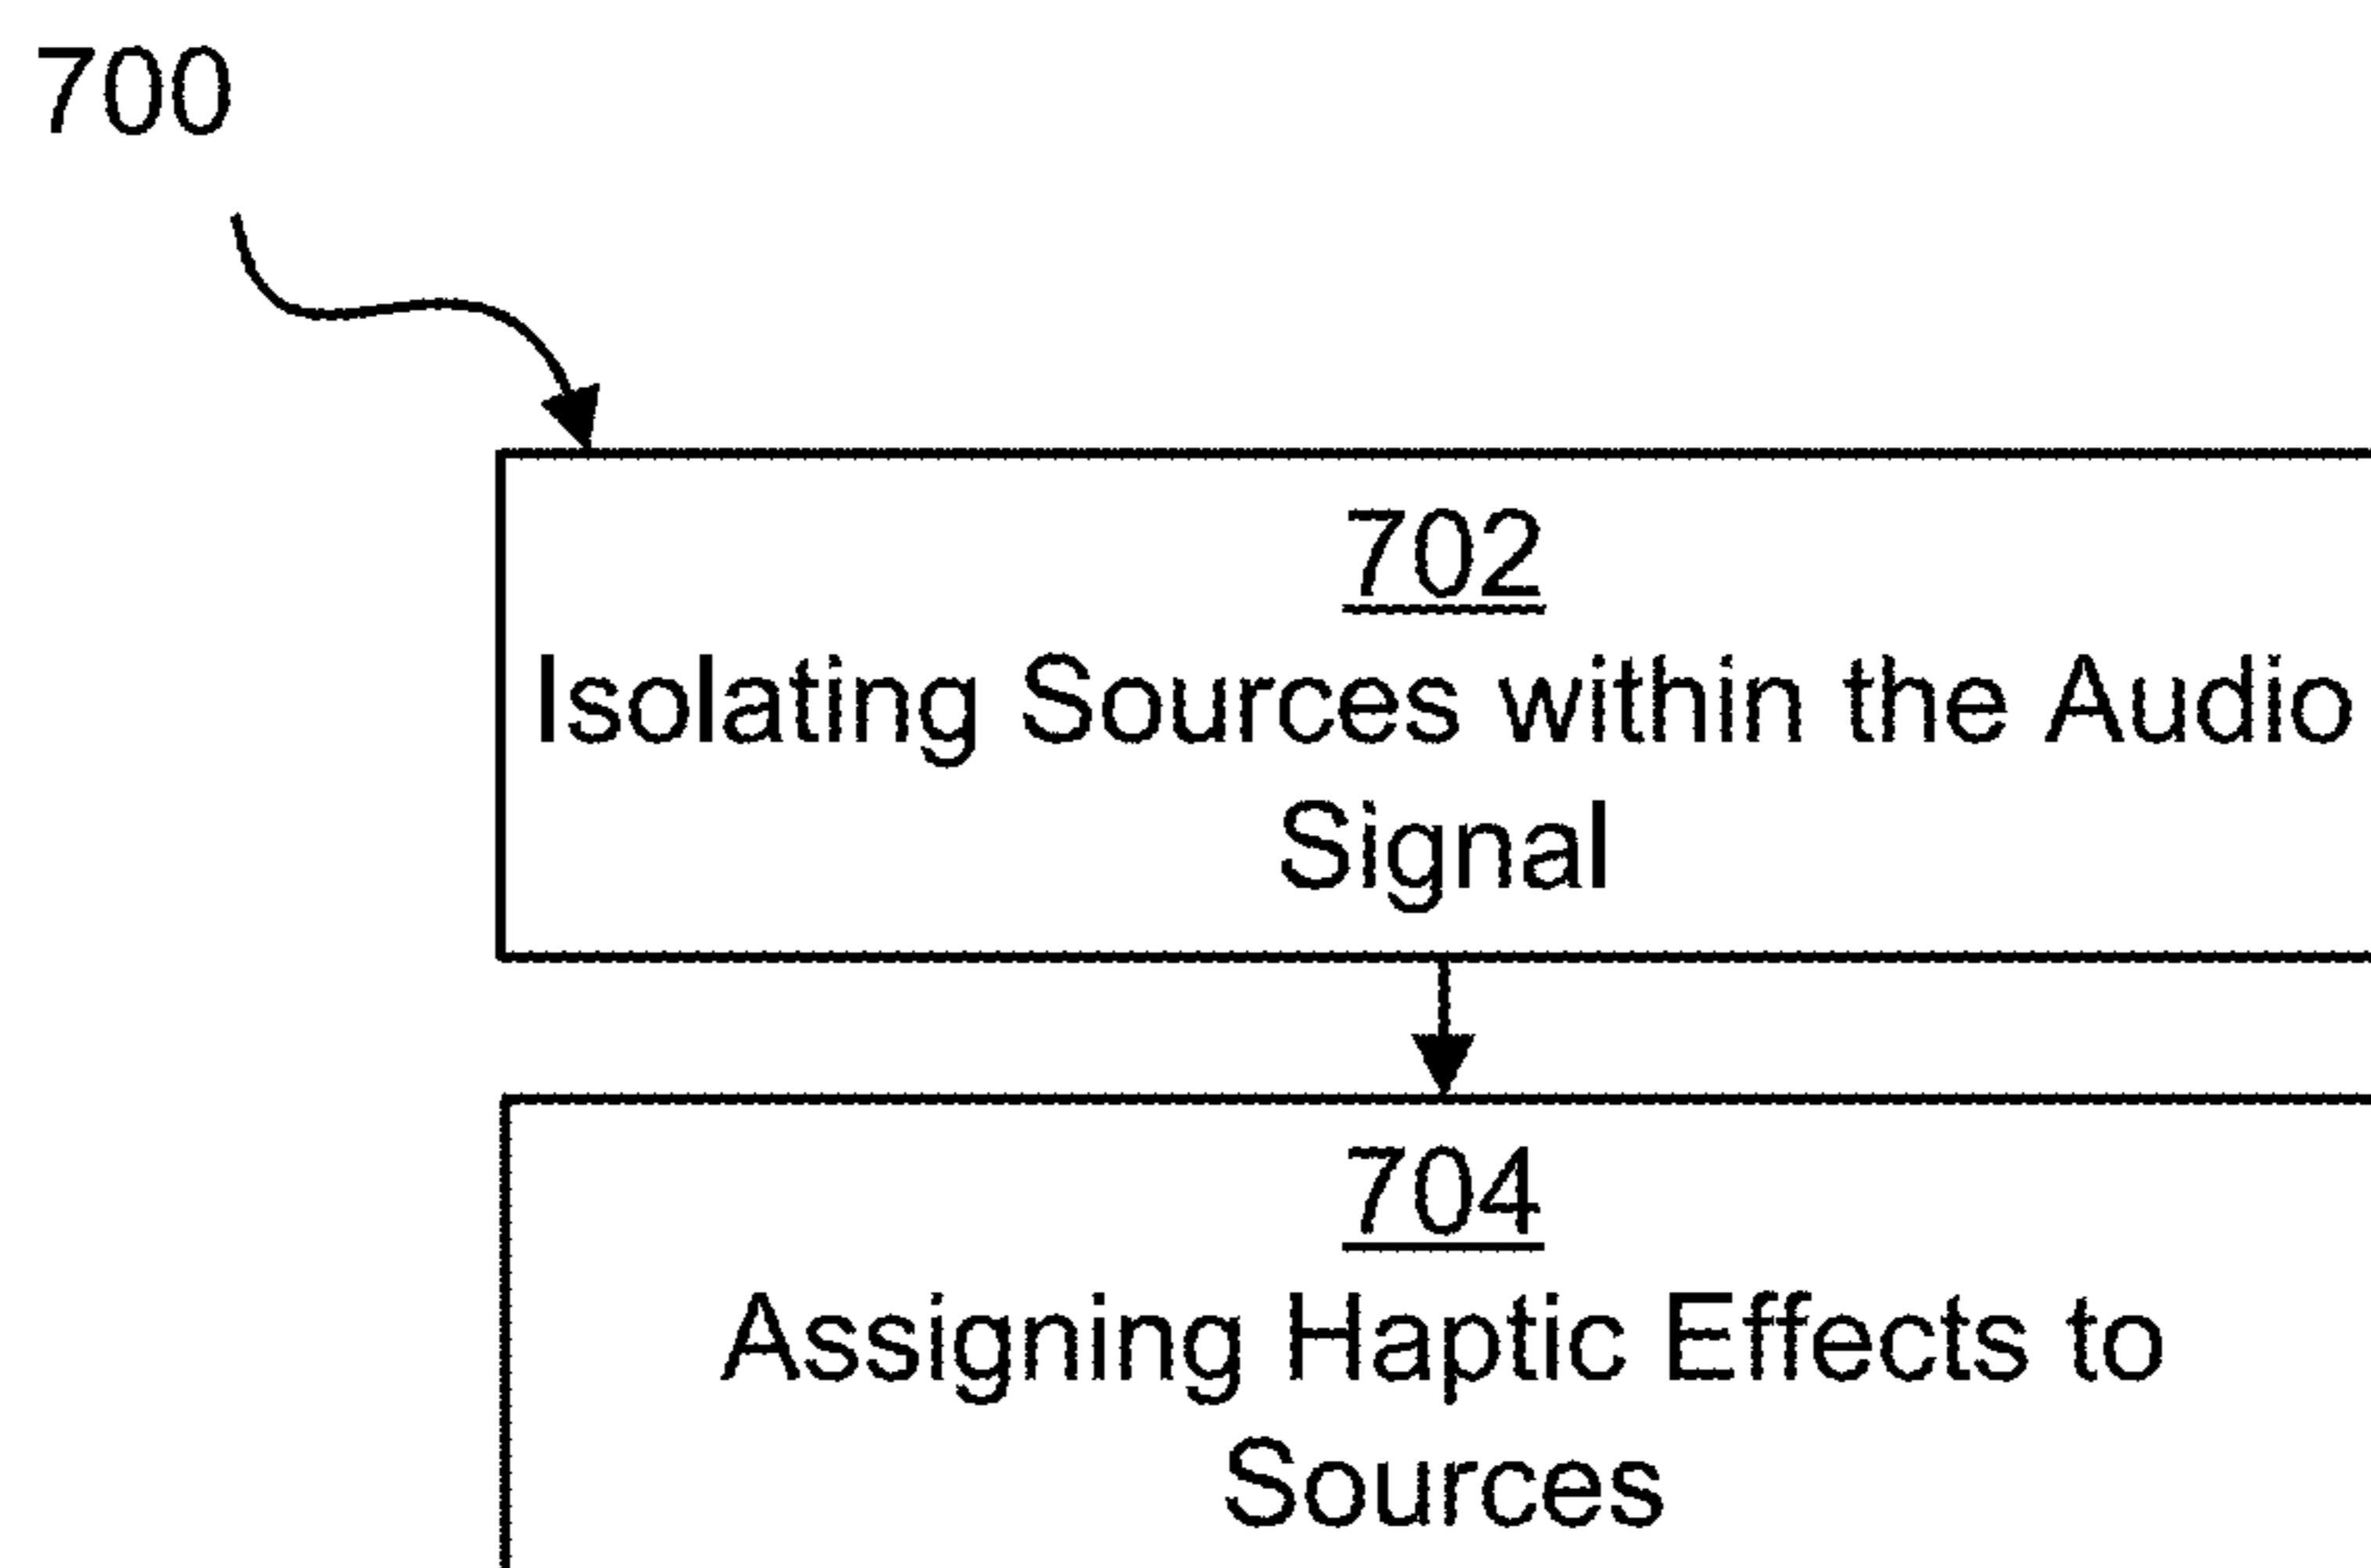 700
702
Isolating Sources within the Audio
Signal
704
Assigning Haptic Effects to
Sources